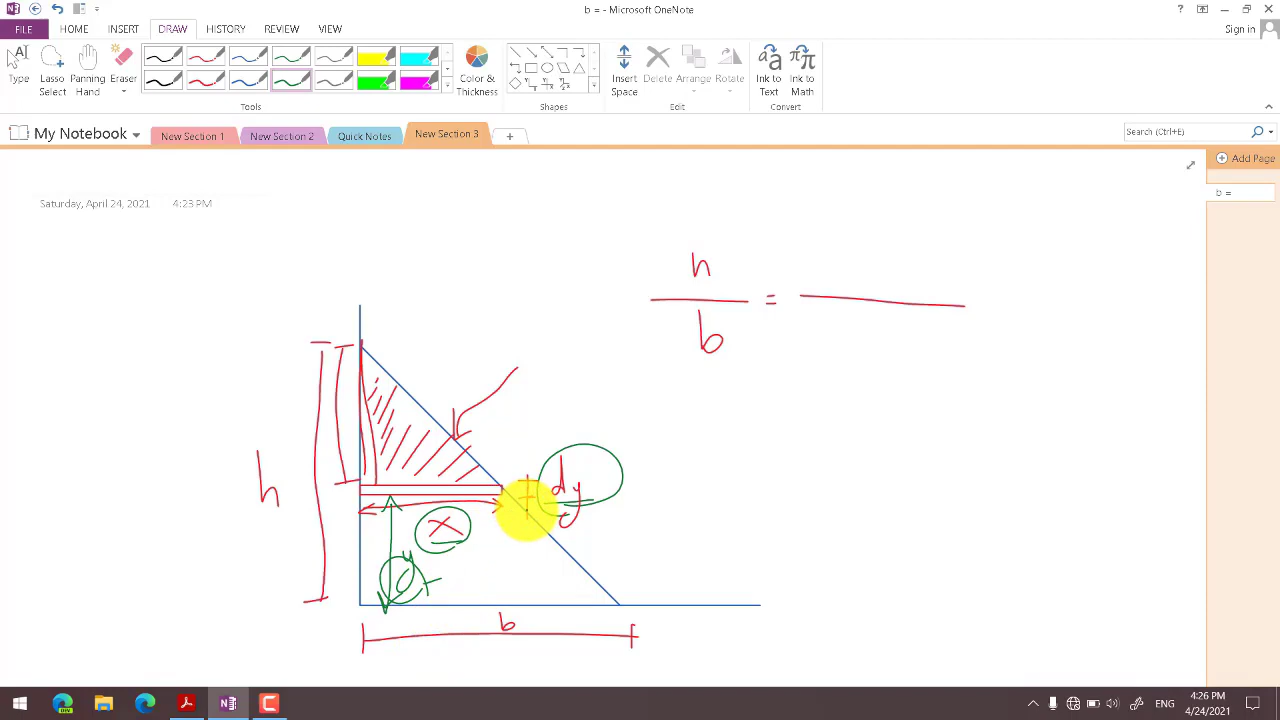 b = - Microsoft OneNote
Sign in
FILE HOME INSERT DRAW HISTORY REVIEW VIEW
Type
Lasso Select
Panning Hand
Eraser
Color & Thickness
Insert Space
Delete
Arrange
Rotate
Ink to Text
Ink to Math
Tools Shapes Edit Convert
My Notebook New Section 1 New Section 2 Quick Notes New Section 3
Search (Ctrl+E)
Add Page
b =
Saturday, April 24, 2021 4:23 PM
h
=
b
h
dy
x
y
b
ENG
4:26 PM
4/24/2021